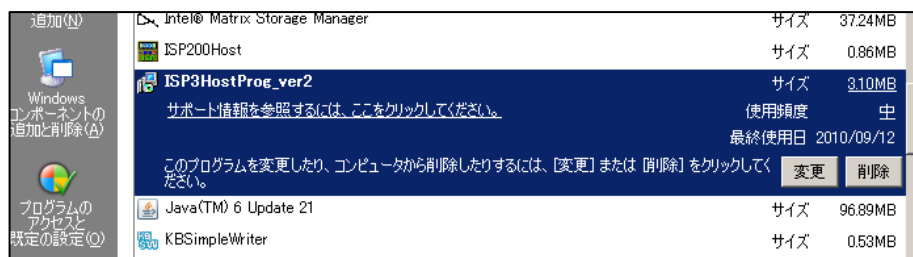 追加(N)
Windows
コンポーネントの
追加と削除(A)
プログラムの
アクセスと
既定の設定(O)
Intel® Matrix Storage Manager サイズ 37.24MB
ISP200Host サイズ 0.86MB
ISP3HostProg_ver2 サイズ 3.10MB
サポート情報を参照するには、ここをクリックしてください。 使用頻度 中
最終使用日 2010/09/12
このプログラムを変更したり、コンピュータから削除したりするには、[変更] または [削除] をクリックしてく
ださい。
変更 削除
Java(TM) 6 Update 21 サイズ 96.89MB
KBSimpleWriter サイズ 0.53MB